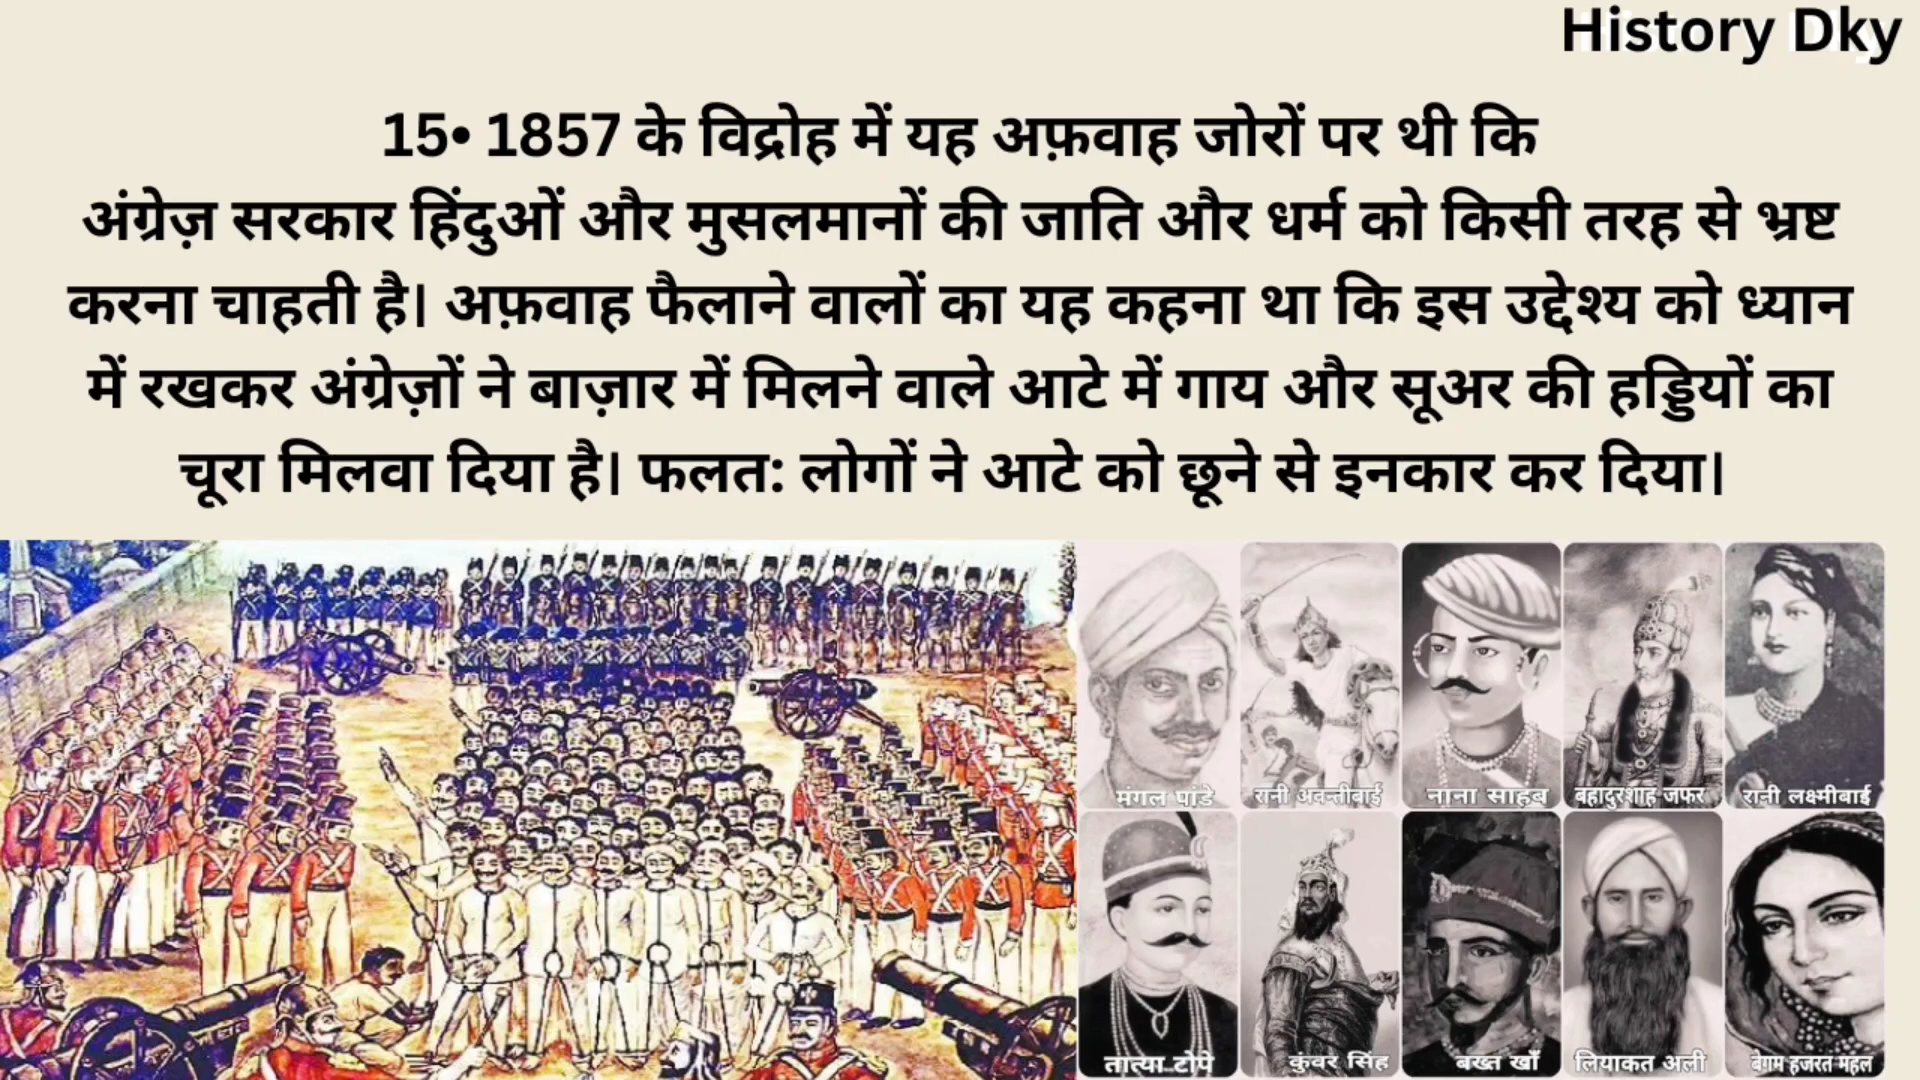 History Dky
15• 1857 के विद्रोह में यह अफ़वाह जोरों पर थी कि
अंग्रेज़ सरकार हिंदुओं और मुसलमानों की जाति और धर्म को किसी तरह से भ्रष्ट
करना चाहती है। अफ़वाह फैलाने वालों का यह कहना था कि इस उद्देश्य को ध्यान
में रखकर अंग्रेज़ों ने बाज़ार में मिलने वाले आटे में गाय और सूअर की हड्डियों का
चूरा मिलवा दिया है। फलत: लोगों ने आटे को छूने से इनकार कर दिया।
मंगल पांडे
रानी अवन्तीबाई
नाना साहब
बहादुरशाह जफर
रानी लक्ष्मीबाई
तात्या टोपे
कुंवर सिंह
बख्त खाँ
लियाकत अली
बेगम हजरत महल